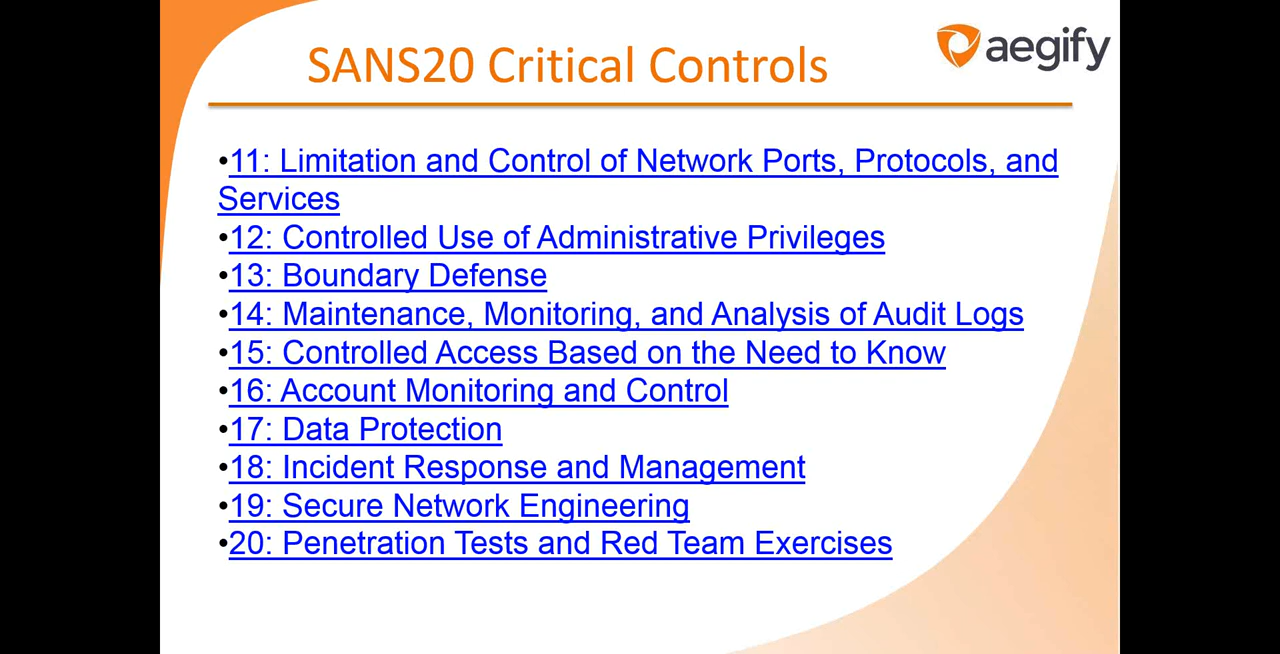 SANS20 Critical Controls
aegify
•11: Limitation and Control of Network Ports, Protocols, and
Services
•12: Controlled Use of Administrative Privileges
•13: Boundary Defense
•14: Maintenance, Monitoring, and Analysis of Audit Logs
•15: Controlled Access Based on the Need to Know
•16: Account Monitoring and Control
•17: Data Protection
•18: Incident Response and Management
•19: Secure Network Engineering
•20: Penetration Tests and Red Team Exercises